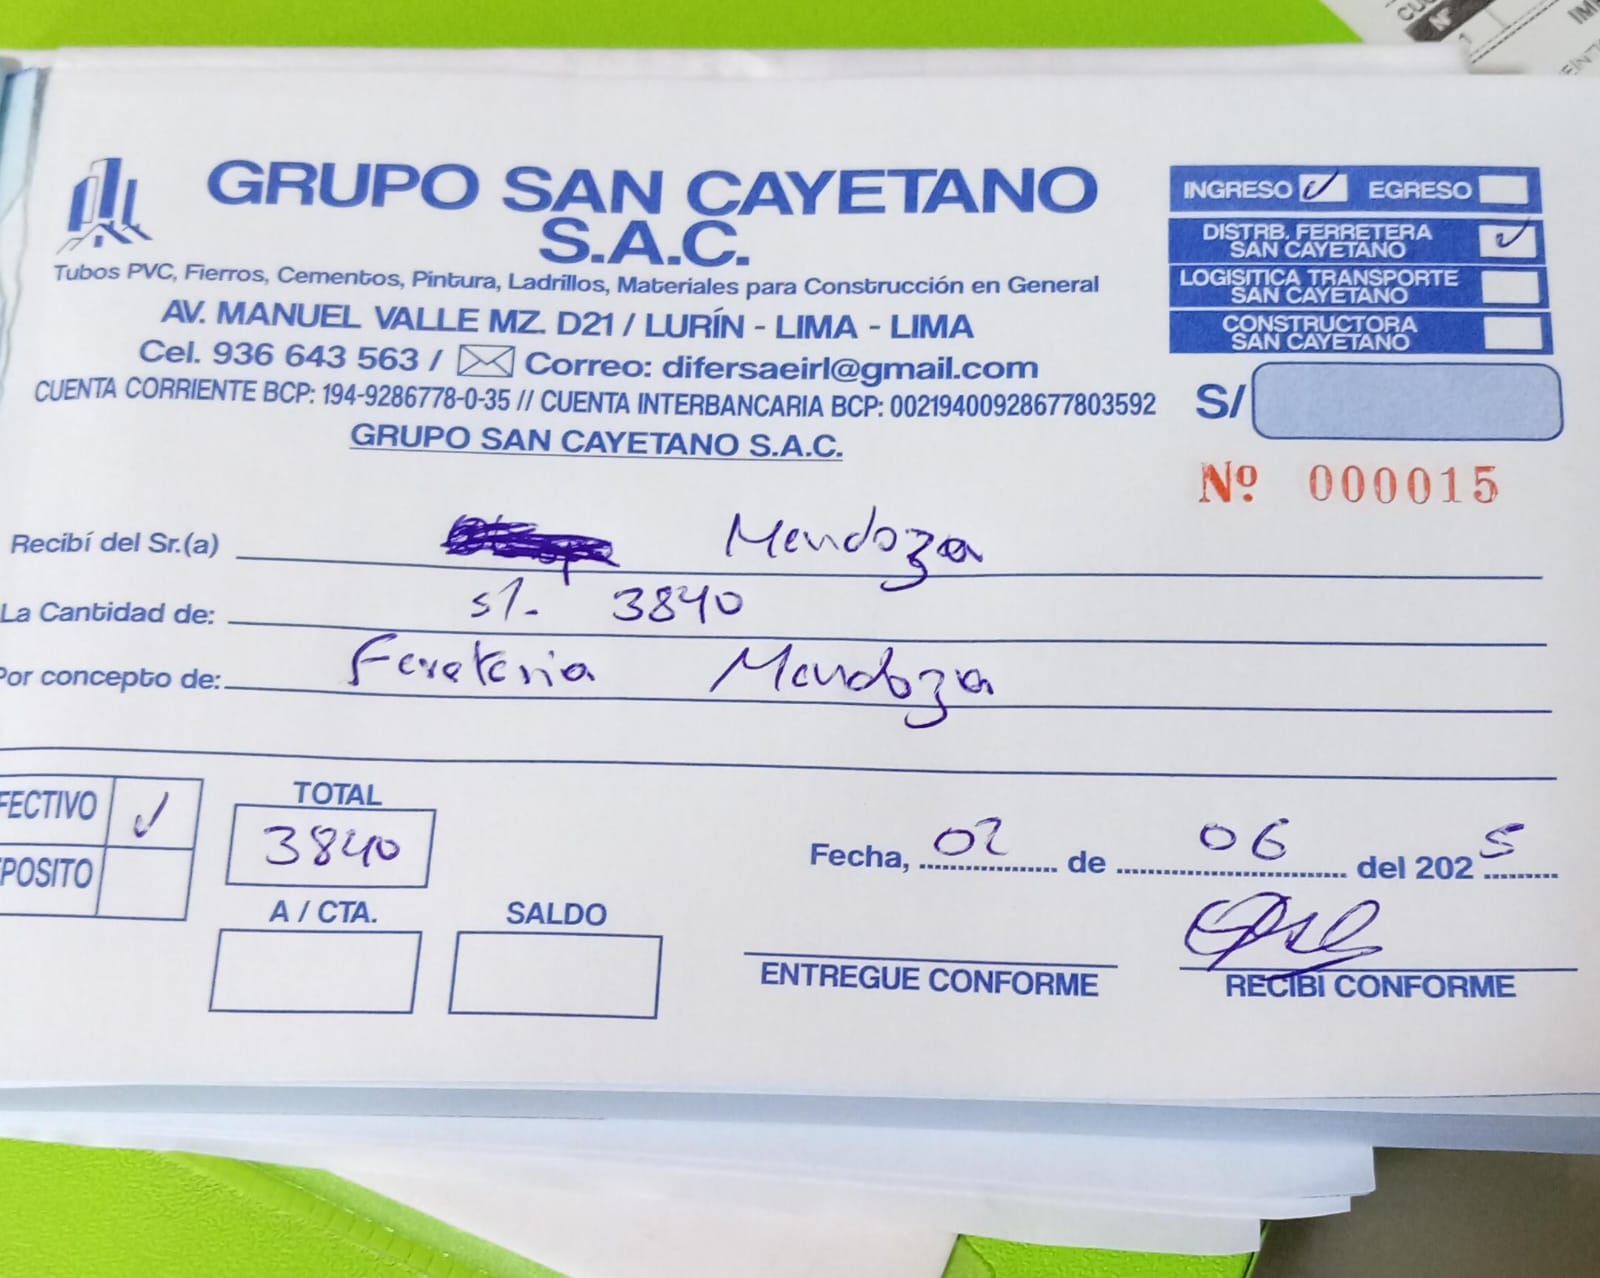 GRUPO SAN CAYETANO
S.A.C.
Tubos PVC, Fierros, Cementos, Pintura, Ladrillos, Materiales para Construcción en General
AV. MANUEL VALLE MZ. D21 / LURÍN - LIMA - LIMA
Cel. 936 643 563 / Correo: difersaeirl@gmail.com
CUENTA CORRIENTE BCP: 194-9286778-0-35 // CUENTA INTERBANCARIA BCP: 00219400928677803592
GRUPO SAN CAYETANO S.A.C.
INGRESO ✓ EGRESO
DISTRB. FERRETERA
SAN CAYETANO ✓
LOGISITICA TRANSPORTE
SAN CAYETANO
CONSTRUCTORA
SAN CAYETANO
S/
Nº 000015
Recibí del Sr.(a) Mendoza
La Cantidad de: s/. 3840
Por concepto de: Fereteria Mendoza
FECTIVO ✓
POSITO
TOTAL
3840
A / CTA.
SALDO
Fecha, 02 de 06 del 2025
ENTREGUE CONFORME
RECIBI CONFORME